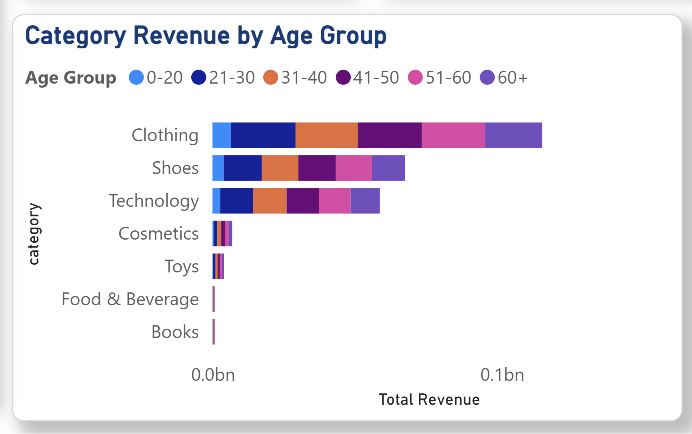 Category Revenue by Age Group
Age Group 0-20 21-30 31-40 41-50 51-60 60+
Clothing
Shoes
Technology
Cosmetics
Toys
Food & Beverage
Books
category
0.0bn 0.1bn
Total Revenue